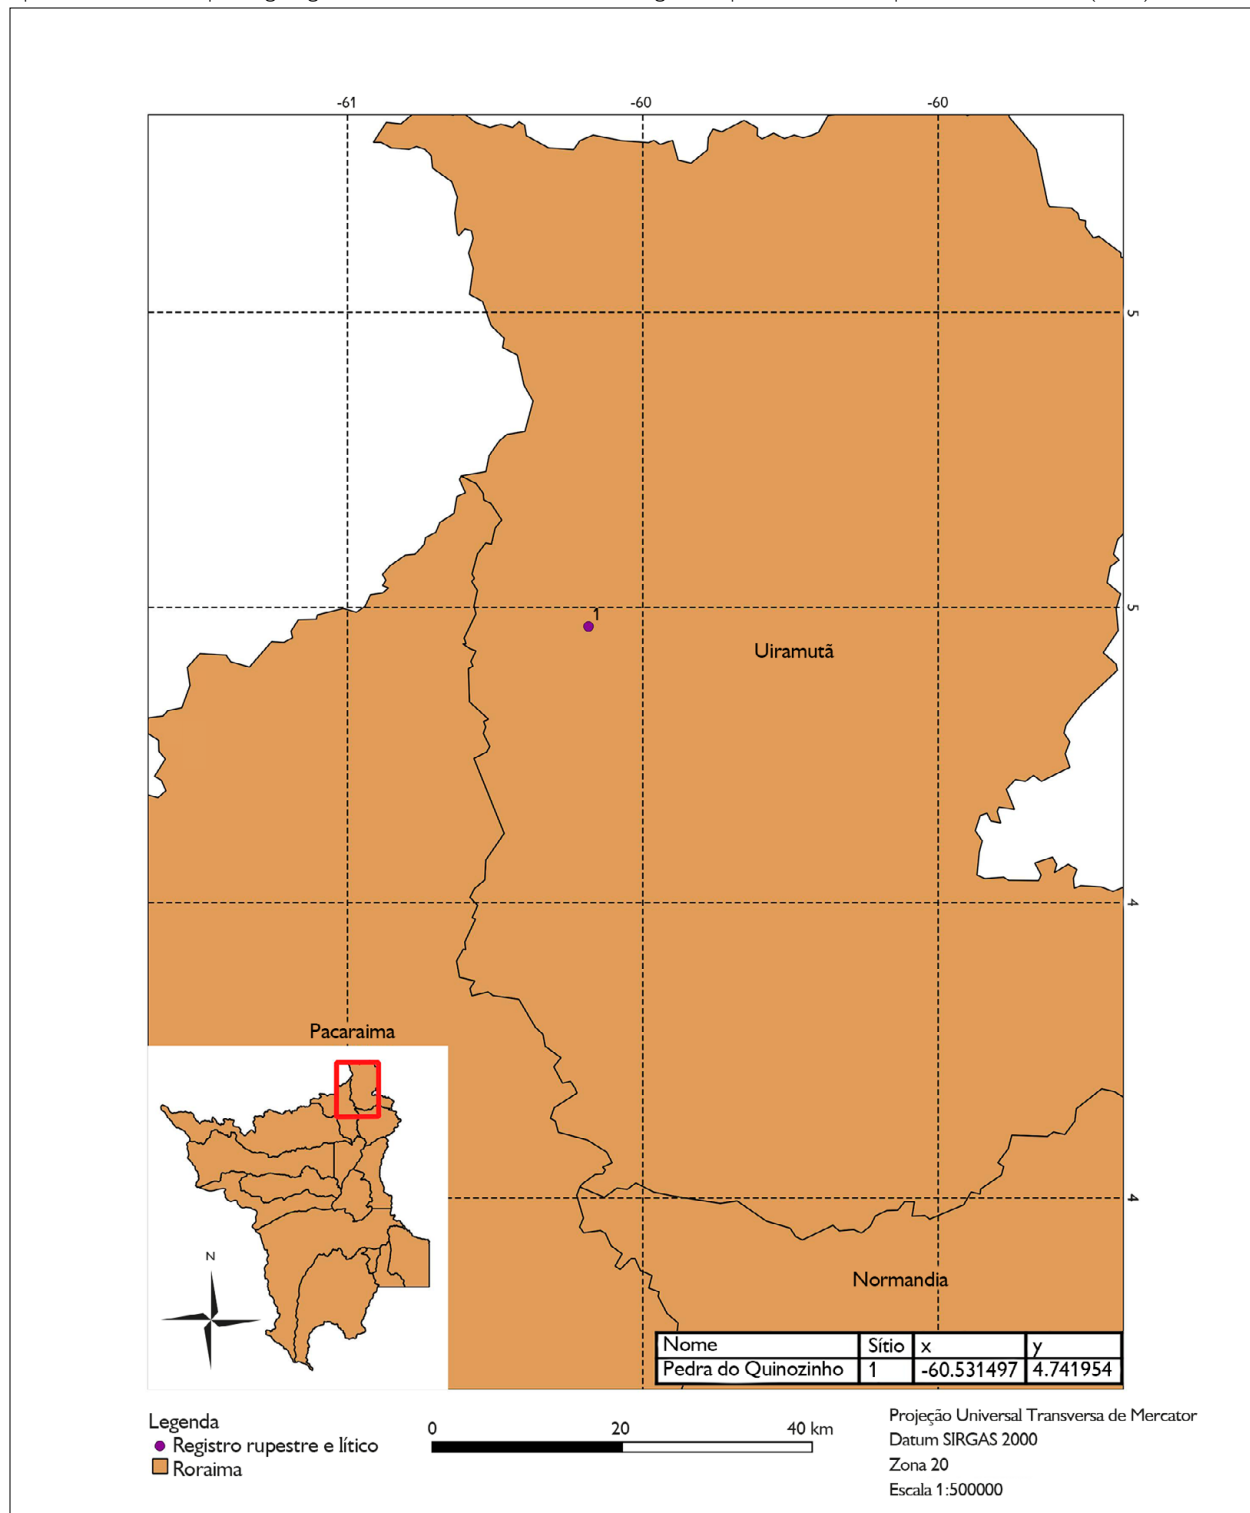 -61
-60
-60
5
1
5
Uiramutã
4
Pacaraima
4
N
Normandia
Nome Sítio x y
Pedra do Quinozinho 1 -60.531497 4.741954
Legenda
Registro rupestre e lítico
Roraima
0 20 40 km
Projeção Universal Transversa de Mercator
Datum SIRGAS 2000
Zona 20
Escala 1:500000